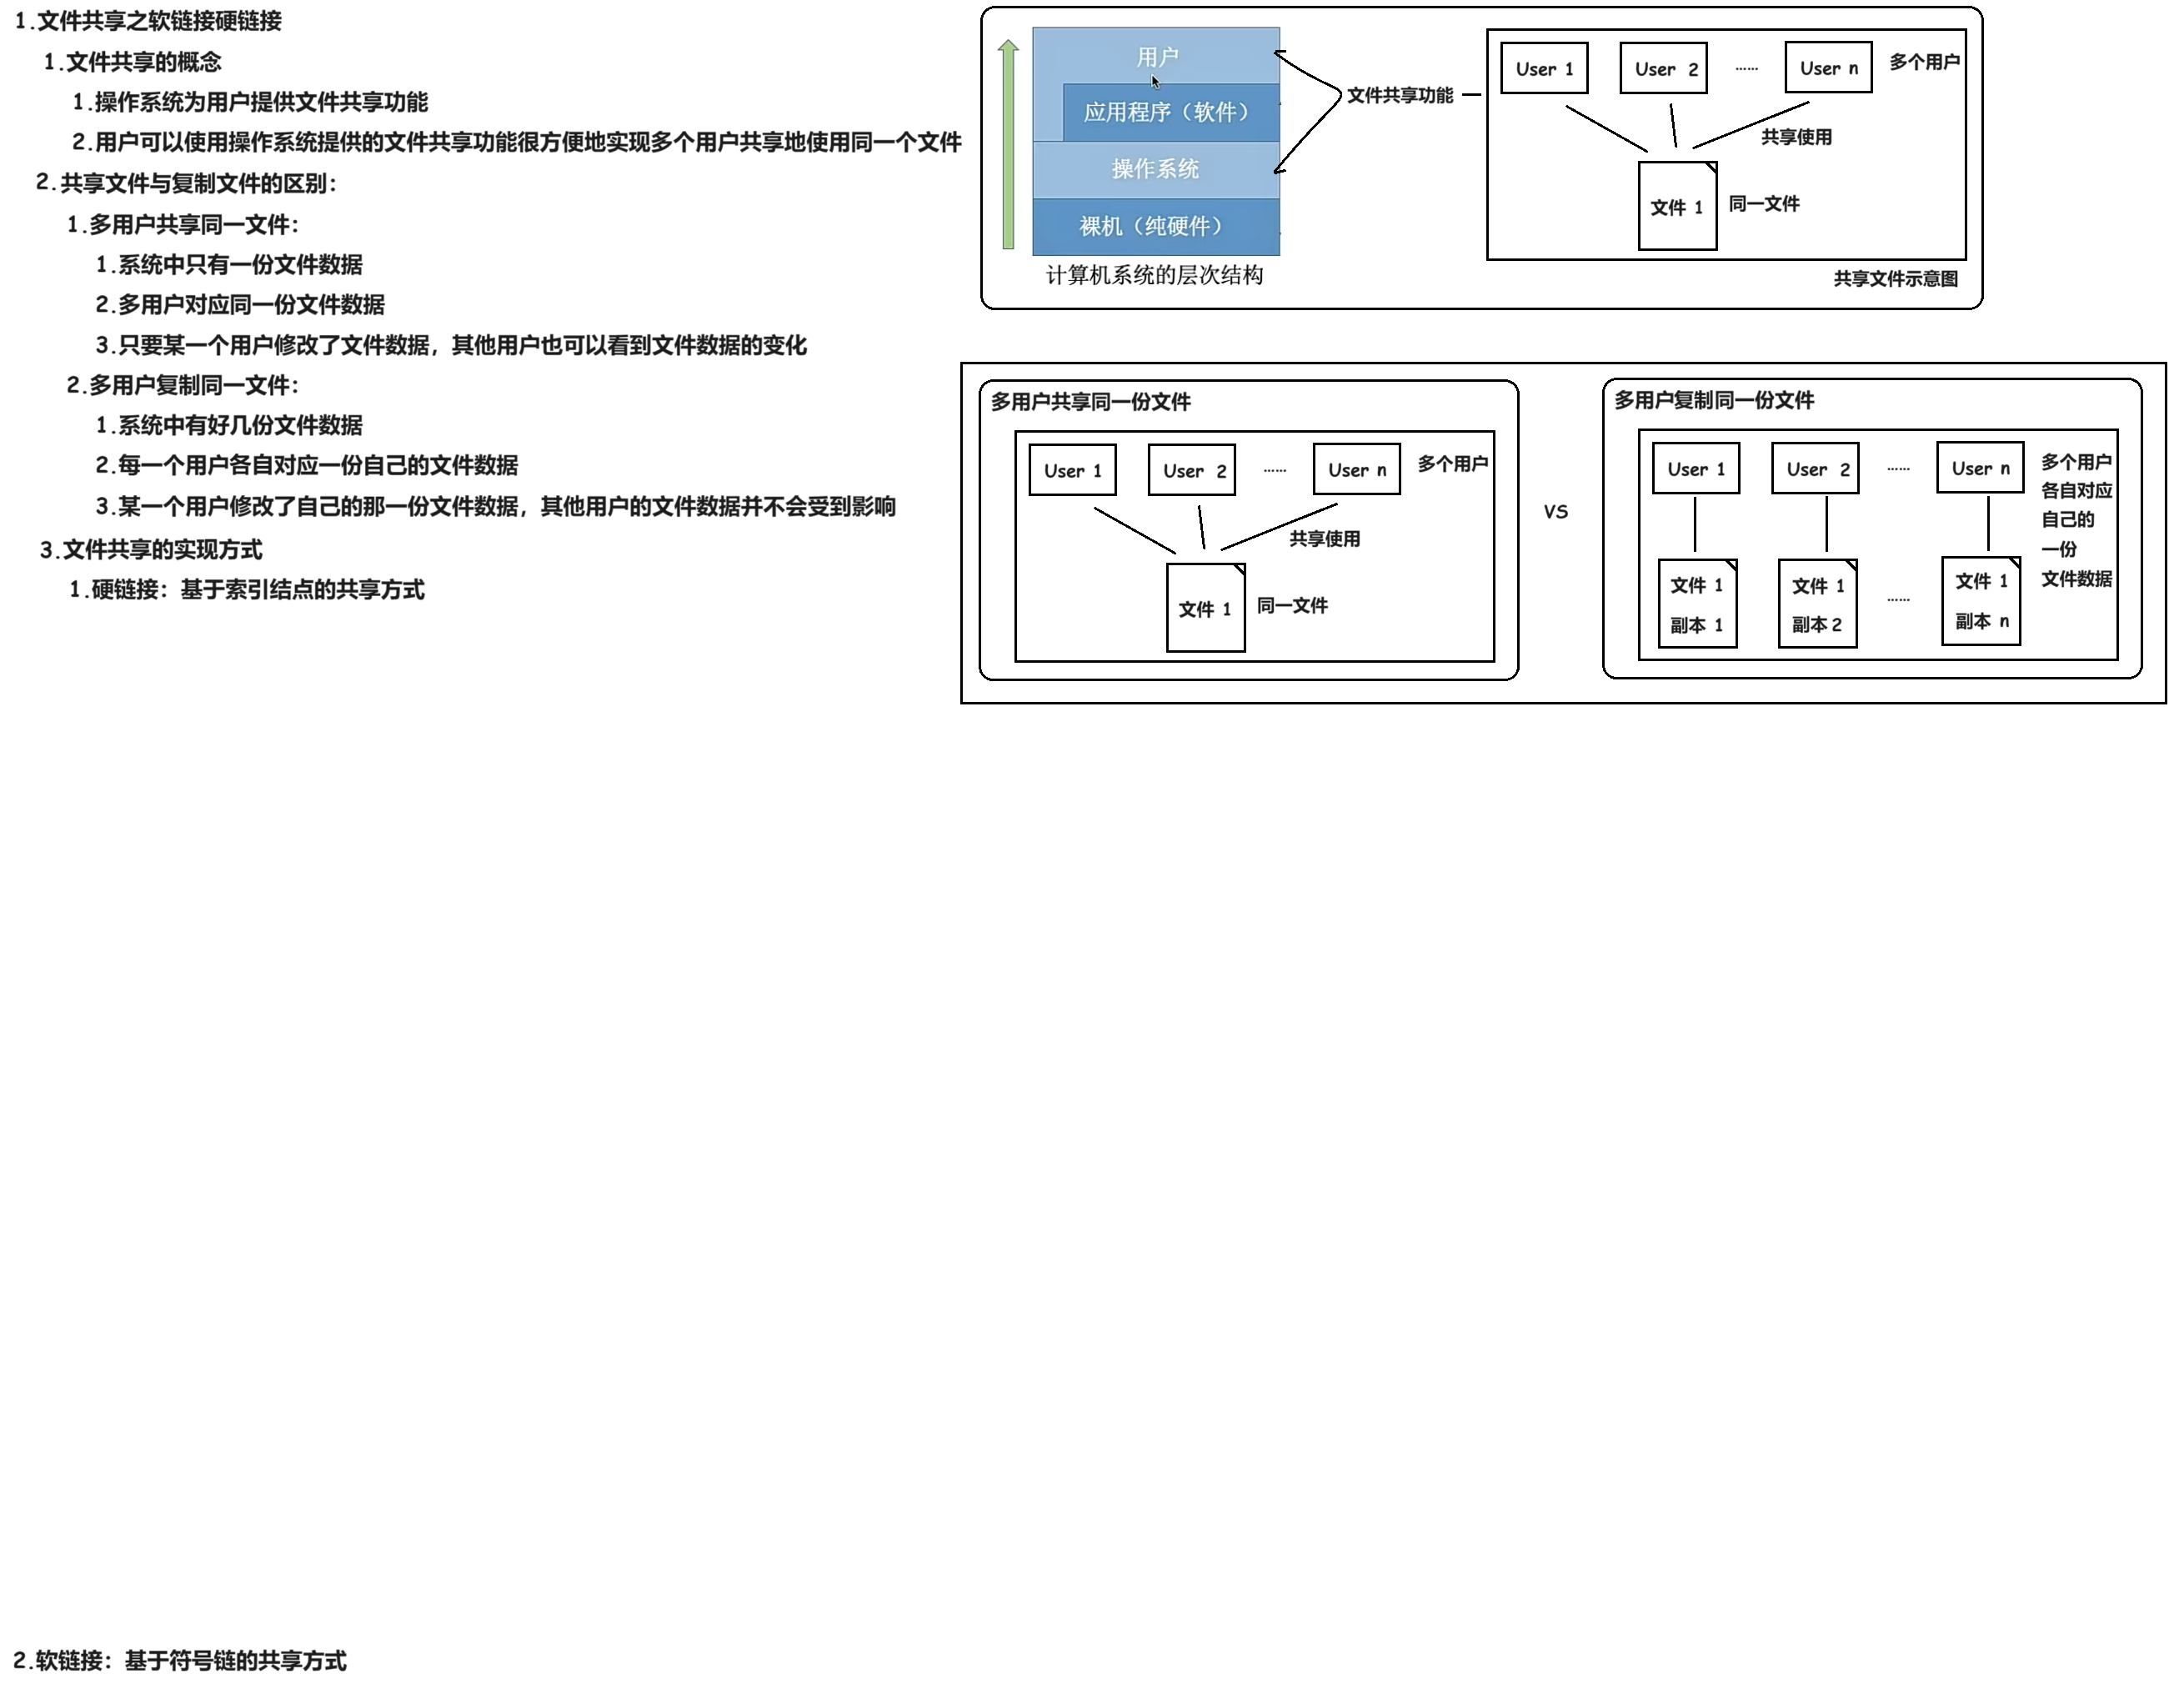 1.文件共享之软链接硬链接
1.文件共享的概念
1.操作系统为用户提供文件共享功能
2.用户可以使用操作系统提供的文件共享功能很方便地实现多个用户共享地使用同一个文件
2.共享文件与复制文件的区别：
1.多用户共享同一文件：
1.系统中只有一份文件数据
2.多用户对应同一份文件数据
3.只要某一个用户修改了文件数据，其他用户也可以看到文件数据的变化
2.多用户复制同一文件：
1.系统中有好几份文件数据
2.每一个用户各自对应一份自己的文件数据
3.某一个用户修改了自己的那一份文件数据，其他用户的文件数据并不会受到影响
3.文件共享的实现方式
1.硬链接：基于索引结点的共享方式
用户
应用程序（软件）
操作系统
裸机（纯硬件）
计算机系统的层次结构
文件共享功能
User 1
User 2
……
User n
多个用户
共享使用
文件 1
同一文件
共享文件示意图
多用户共享同一份文件
User 1
User 2
……
User n
多个用户
共享使用
文件 1
同一文件
VS
多用户复制同一份文件
User 1
User 2
……
User n
多个用户
各自对应
自己的
一份
文件数据
文件 1
副本 1
文件 1
副本 2
……
文件 1
副本 n
2.软链接：基于符号链的共享方式